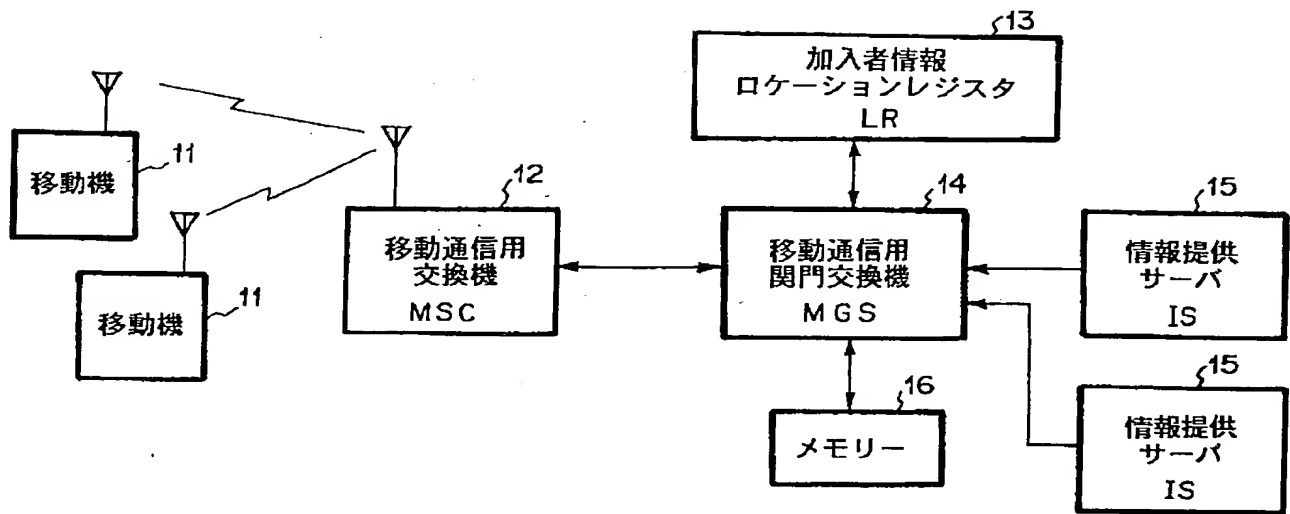 13
加入者情報
ロケーションレジスタ
LR
移動機
11
移動機
11
12
移動通信用
交換機
MSC
14
移動通信用
関門交換機
MGS
15
情報提供
サーバ
IS
15
情報提供
サーバ
IS
16
メモリー